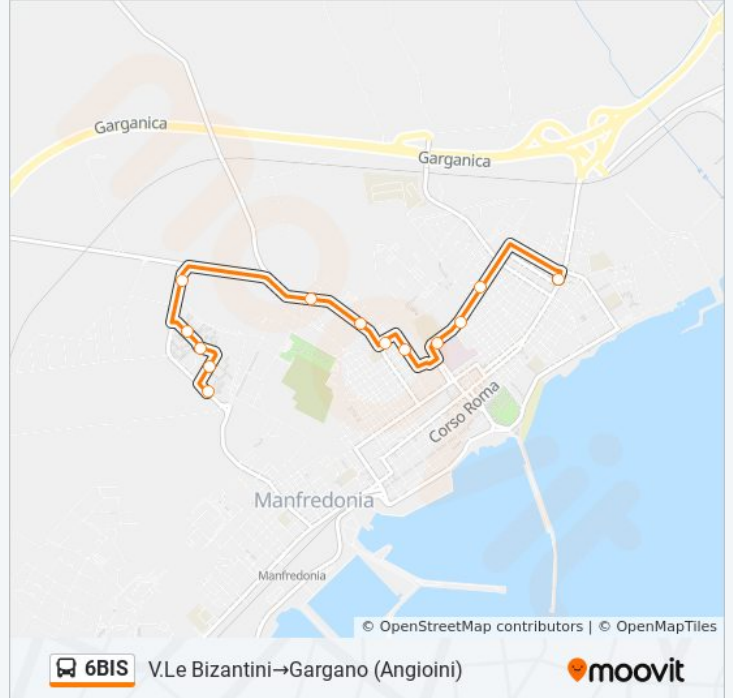 Garganica
Garganica
Corso Roma
Manfredonia
Manfredonia
© OpenStreetMap contributors | © OpenMapTiles
6BIS V.Le Bizantini→Gargano (Angioini) moovit